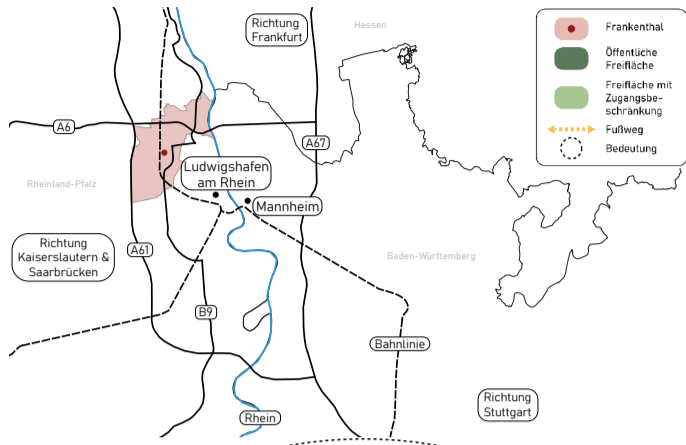 Richtung
Frankfurt
Hessen
Frankenthal
Öffentliche
Freifläche
Freifläche mit
Zugangsbe-
schränkung
Fußweg
Bedeutung
A6
A67
Ludwigshafen
am Rhein
Rheinland-Pfalz
Mannheim
Richtung
Kaiserslautern &
Saarbrücken
A61
Baden-Württemberg
B9
Bahnlinie
Richtung
Stuttgart
Rhein